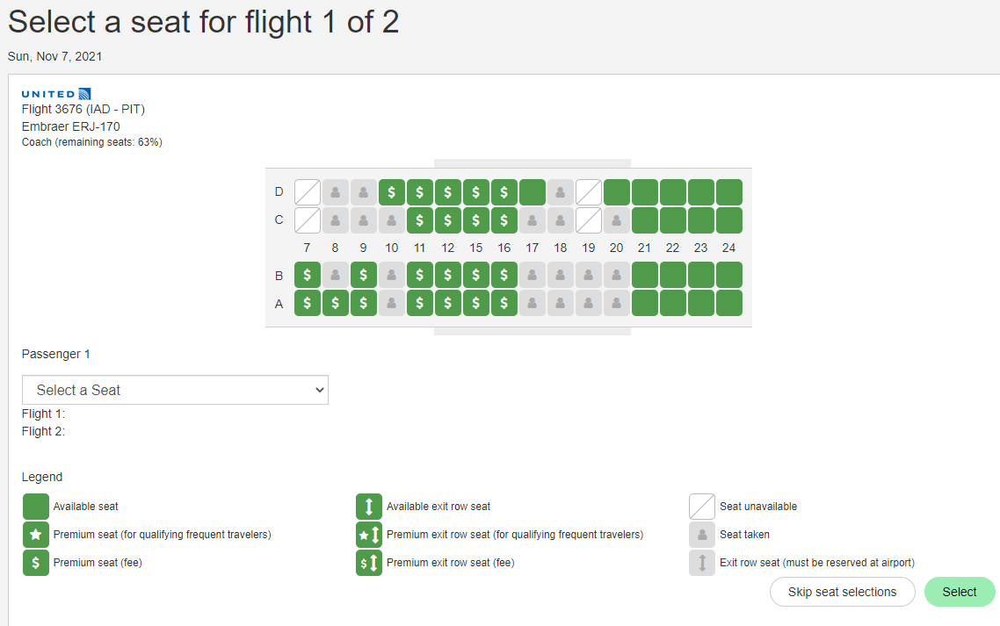 Select a seat for flight 1 of 2
Sun, Nov 7, 2021
UNITED
Flight 3676 (IAD - PIT)
Embraer ERJ-170
Coach (remaining seats: 63%)
D $ $ $ $ $
C $ $ $ $
7 8 9 10 11 12 15 16 17 18 19 20 21 22 23 24
B $ $ $ $ $ $
A $ $ $ $ $ $ $
Passenger 1
Select a Seat
Flight 1:
Flight 2:
Legend
Available seat
Available exit row seat
Seat unavailable
Premium seat (for qualifying frequent travelers)
Premium exit row seat (for qualifying frequent travelers)
Seat taken
$ Premium seat (fee)
$ Premium exit row seat (fee)
Exit row seat (must be reserved at airport)
Skip seat selections
Select